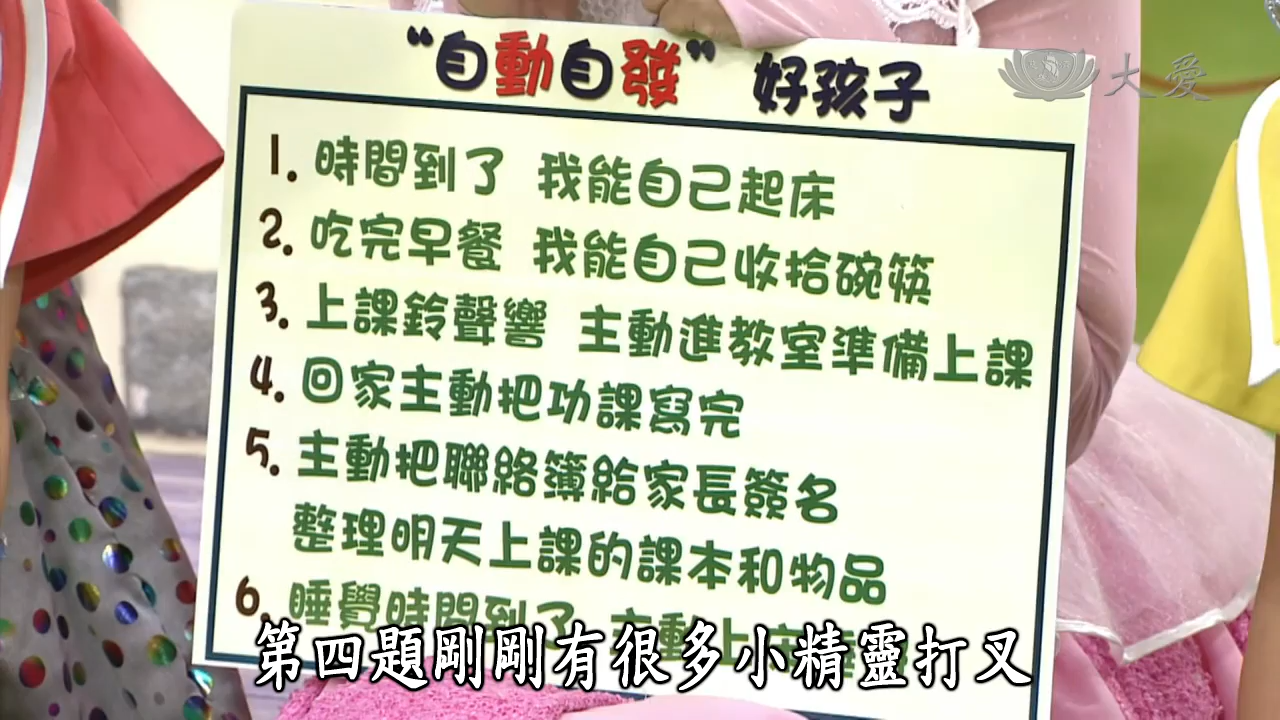 “自動自發”好孩子
大愛
1. 時間到了 我能自己起床
2. 吃完早餐 我能自己收拾碗筷
3. 上課鈴聲響 主動進教室準備上課
4. 回家主動把功課寫完
5. 主動把聯絡簿給家長簽名
整理明天上課的課本和物品
6. 睡覺時間到了 主動上床
第四題剛剛有很多小精靈打叉